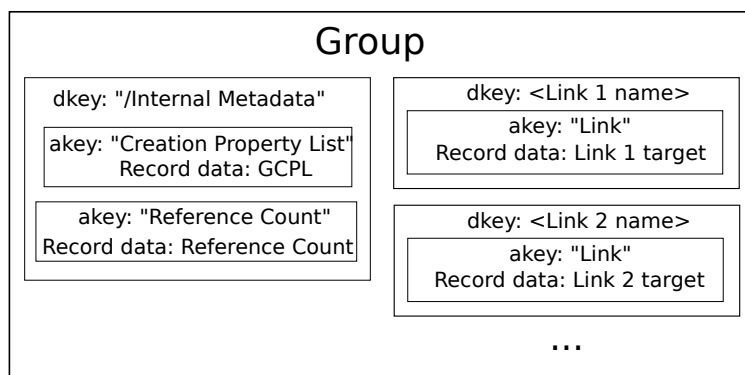 Group
dkey: "/Internal Metadata"
akey: "Creation Property List"
Record data: GCPL
akey: "Reference Count"
Record data: Reference Count
dkey: <Link 1 name>
akey: "Link"
Record data: Link 1 target
dkey: <Link 2 name>
akey: "Link"
Record data: Link 2 target
...